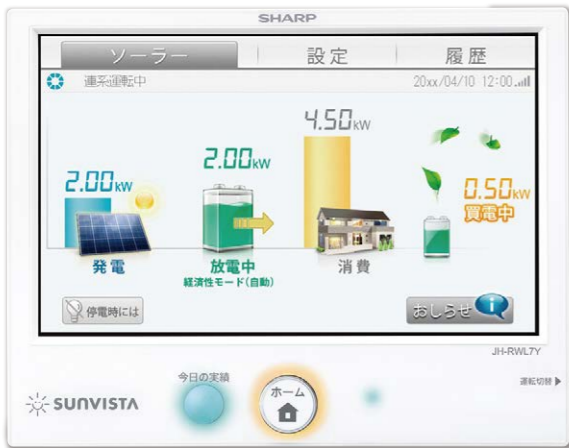 SHARP
ソーラー 設定 履歴
連系運転中 20xx/04/10 12:00
4.50kW
2.00kW
2.00kW
0.50kW
買電中
発電 放電中 消費
経済性モード(自動)
停電時には おしらせ
JH-RWL7Y
今日の実績 ホーム 運転切替▶
SUNVISTA